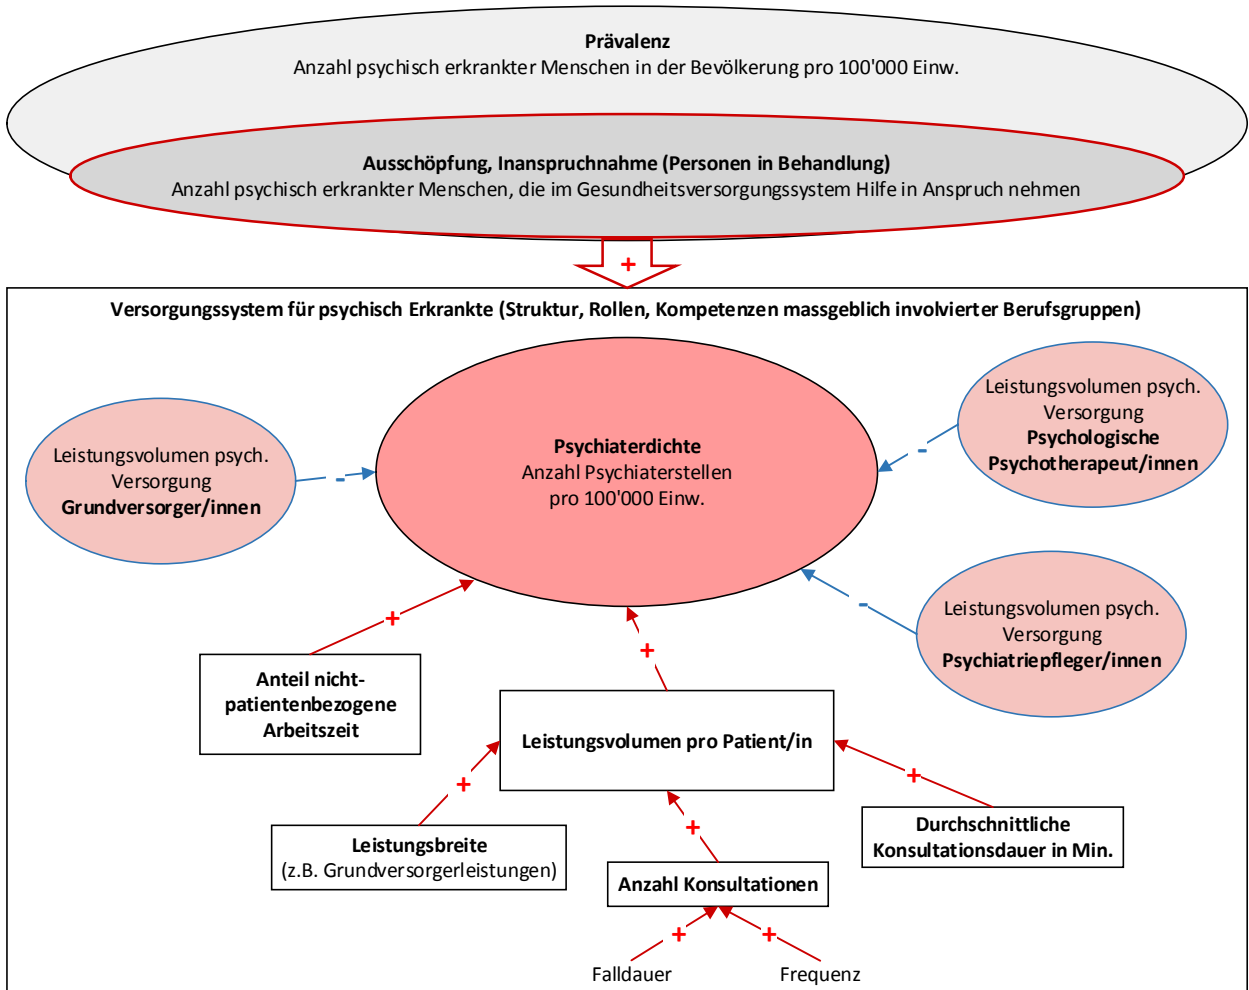 Prävalenz
Anzahl psychisch erkrankter Menschen in der Bevölkerung pro 100'000 Einw.
Ausschöpfung, Inanspruchnahme (Personen in Behandlung)
Anzahl psychisch erkrankter Menschen, die im Gesundheitsversorgungssystem Hilfe in Anspruch nehmen
+
Versorgungssystem für psychisch Erkrankte (Struktur, Rollen, Kompetenzen massgeblich involvierter Berufsgruppen)
Leistungsvolumen psych.
Versorgung
Grundversorger/innen
-
Psychiaterdichte
Anzahl Psychiaterstellen
pro 100'000 Einw.
-
Leistungsvolumen psych.
Versorgung
Psychologische
Psychotherapeut/innen
-
Leistungsvolumen psych.
Versorgung
Psychiatriepfleger/innen
+
Anteil nicht-
patientenbezogene
Arbeitszeit
+
Leistungsvolumen pro Patient/in
+
Leistungsbreite
(z.B. Grundversorgerleistungen)
+
Anzahl Konsultationen
+
Durchschnittliche
Konsultationsdauer in Min.
+
+
Falldauer
Frequenz